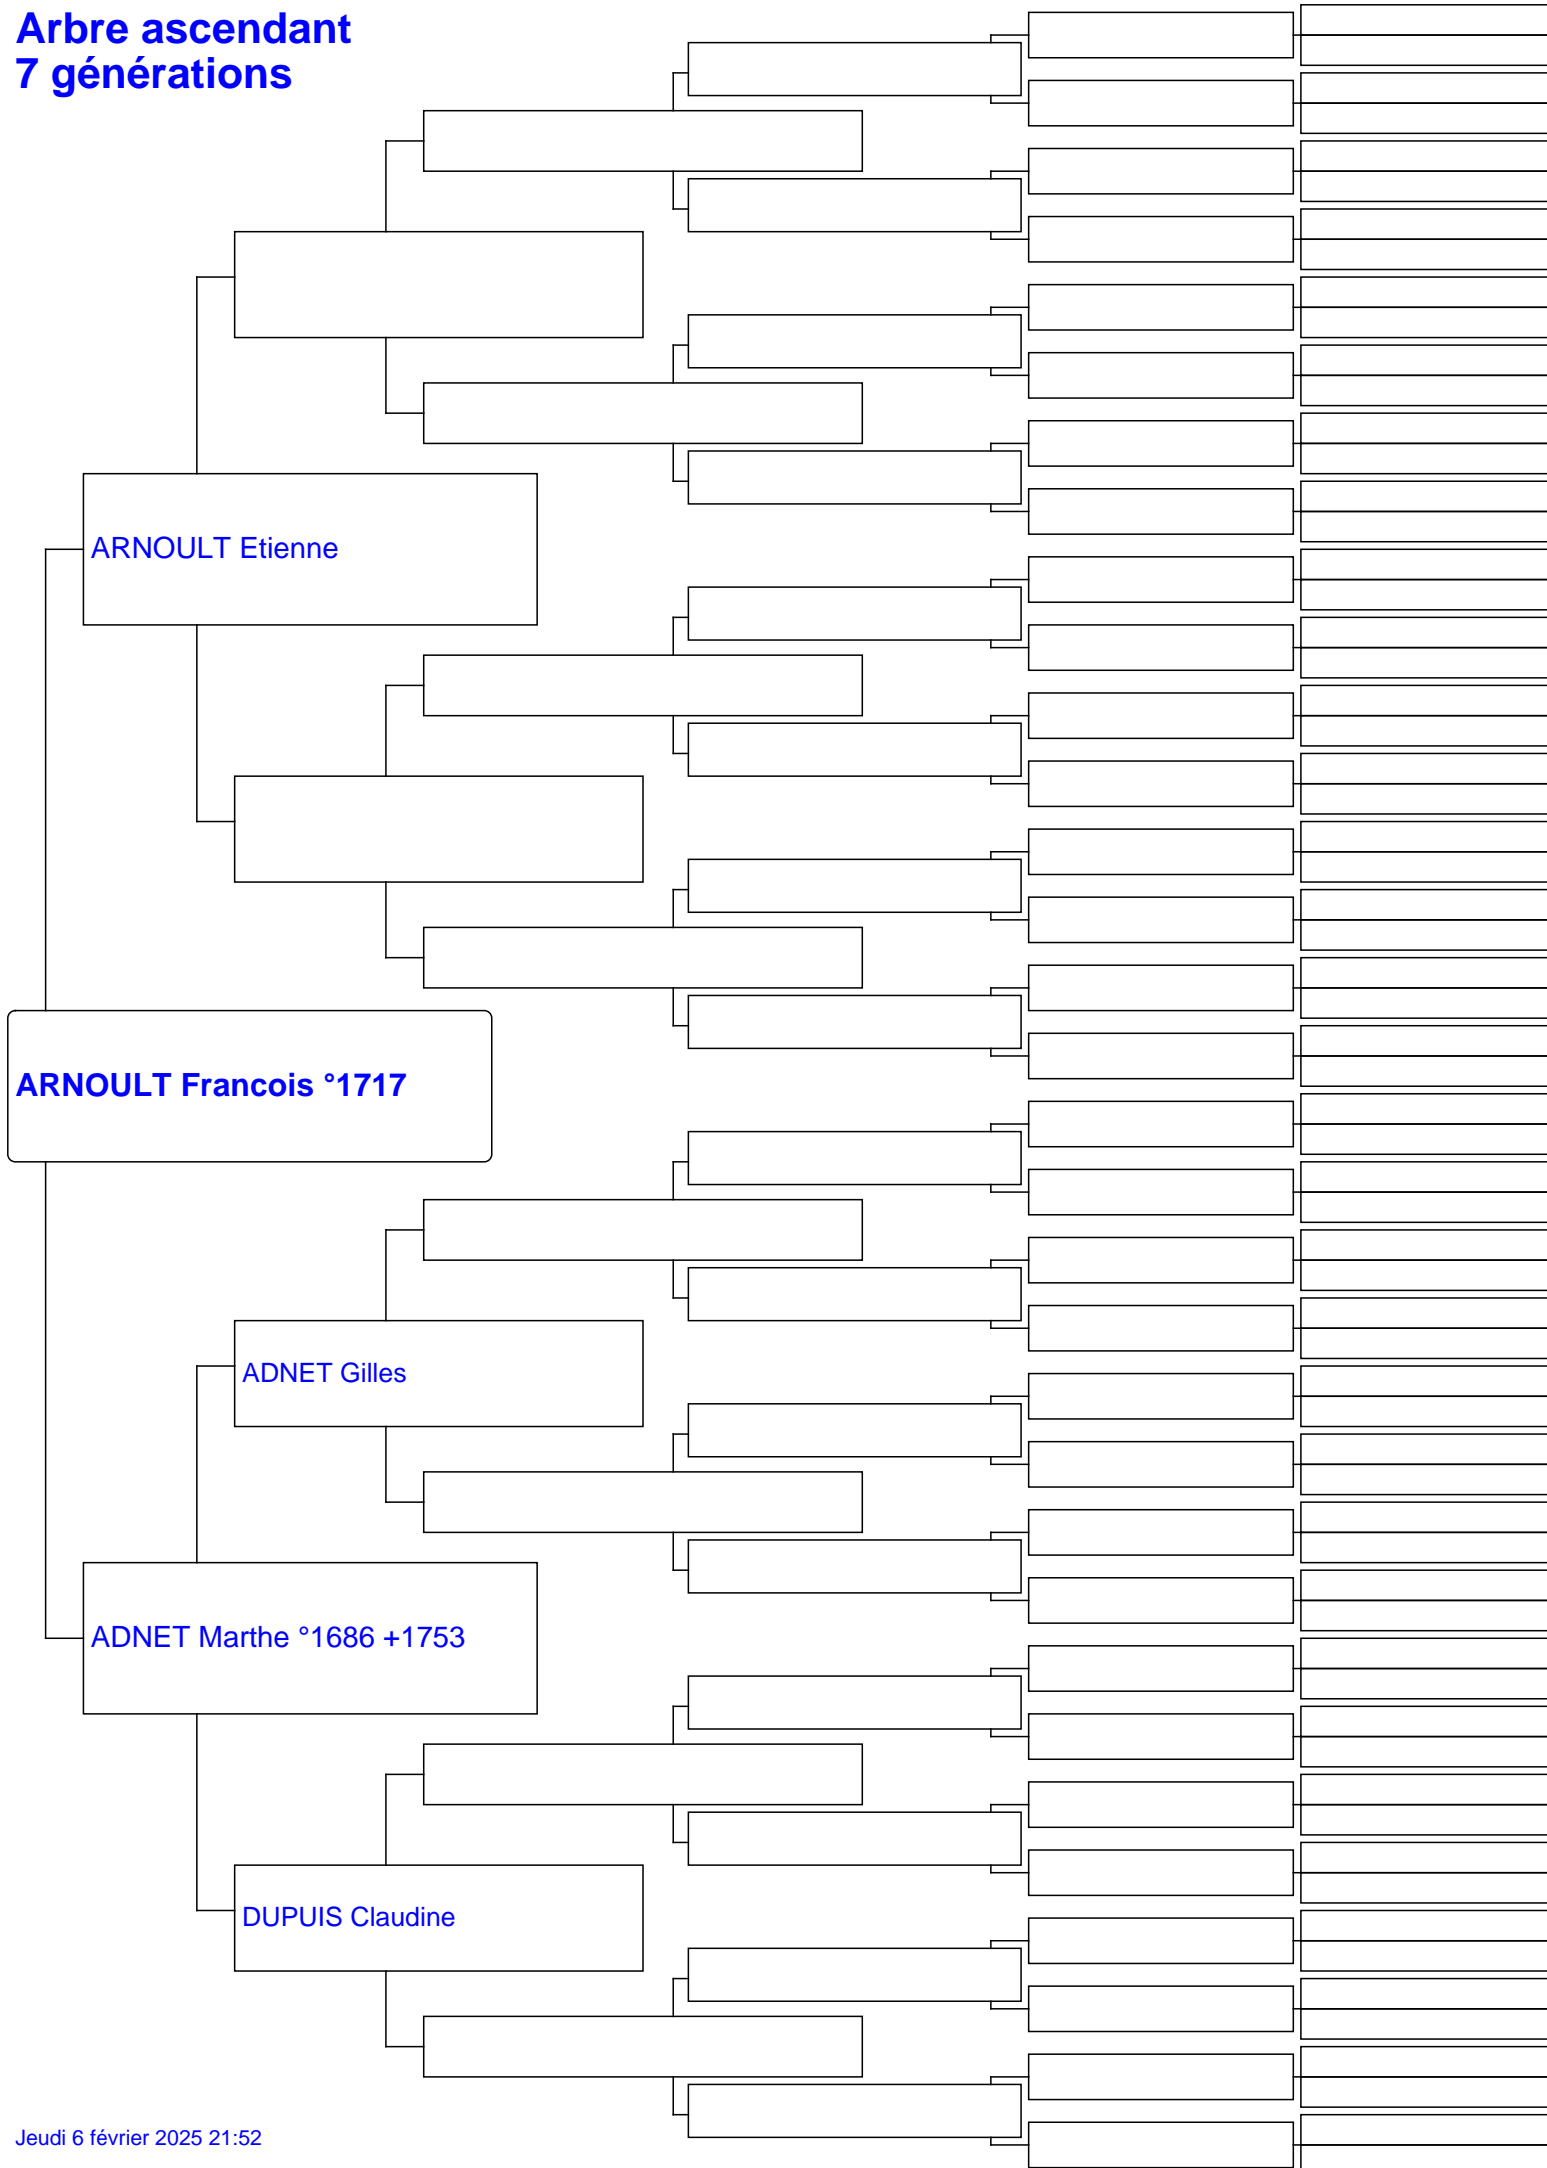 Arbre ascendant
7 générations
ARNOULT Etienne
ARNOULT Francois °1717
ADNET Gilles
ADNET Marthe °1686 +1753
DUPUIS Claudine
Jeudi 6 février 2025 21:52